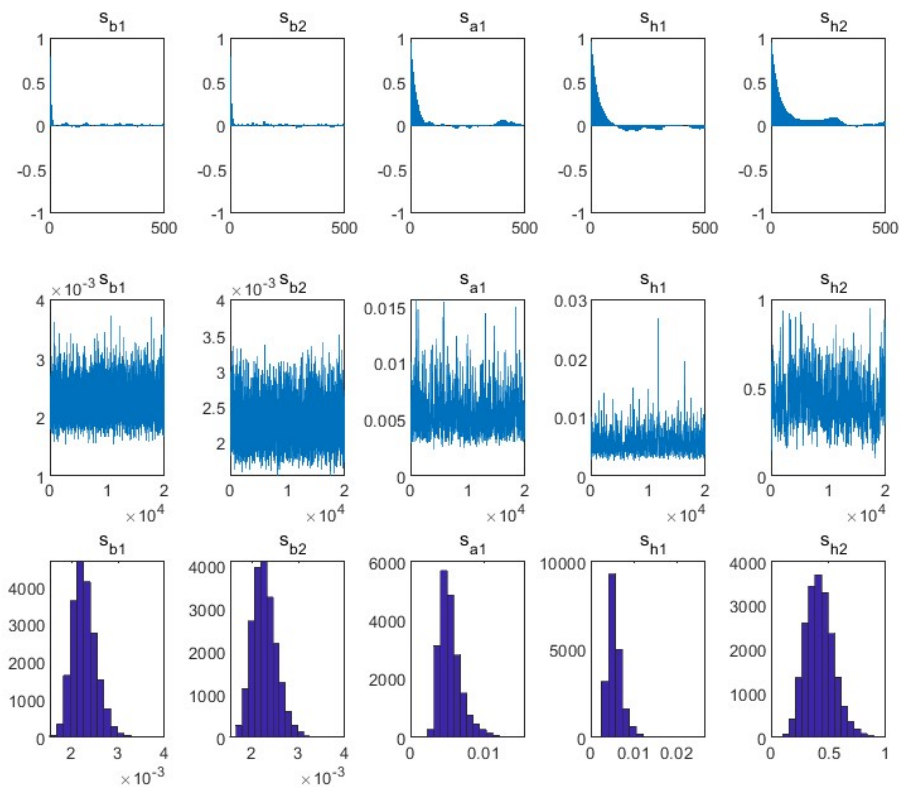 s_b1 s_b2 s_a1 s_h1 s_h2
1 1 1 1 1
0.5 0.5 0.5 0.5 0.5
0 0 0 0 0
-0.5 -0.5 -0.5 -0.5 -0.5
-1 -1 -1 -1 -1
0 500 0 500 0 500 0 500 0 500
s_b1 s_b2 s_a1 s_h1 s_h2
×10^-3 ×10^-3
4 4 0.015 0.03 1
3 3.5 0.01 0.02 0.5
2 3 0.005 0.01 0
1 2.5 0 0
2
0 1 2 0 1 2 0 1 2 0 1 2 0 1 2
×10^4 ×10^4 ×10^4 ×10^4 ×10^4
s_b1 s_b2 s_a1 s_h1 s_h2
4000 4000 6000 10000 4000
3000 3000 4000 5000 3000
2000 2000 2000 0 2000
1000 1000 0 1000
0 0 0
2 3 4 2 3 4 0 0.01 0 0.01 0.02 0 0.5 1
×10^-3 ×10^-3